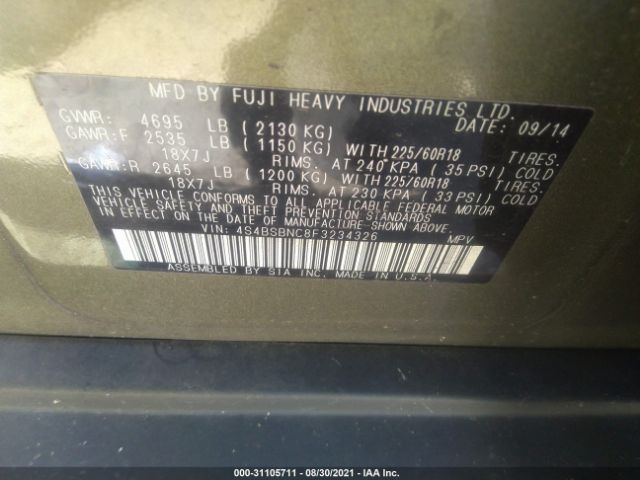 MFD BY FUJI HEAVY INDUSTRIES LTD.
GVWR: 4695 LB ( 2130 KG) DATE: 09/14
GAWR:F 2535 LB ( 1150 KG) WITH 225/60R18 TIRES.
18X7J RIMS. AT 240 KPA ( 35 PSI) COLD
GAWR:R 2645 LB ( 1200 KG) WITH 225/60R18 TIRES.
18X7J RIMS. AT 230 KPA ( 33 PSI) COLD
THIS VEHICLE CONFORMS TO ALL APPLICABLE FEDERAL MOTOR
VEHICLE SAFETY AND THEFT PREVENTION STANDARDS
IN EFFECT ON THE DATE OF MANUFACTURE SHOWN ABOVE.
VIN: 4S4BSBNC8F3234326 MPV
ASSEMBLED BY SIA INC. MADE IN U.S.A.
000-31105711 - 08/30/2021 - IAA Inc.